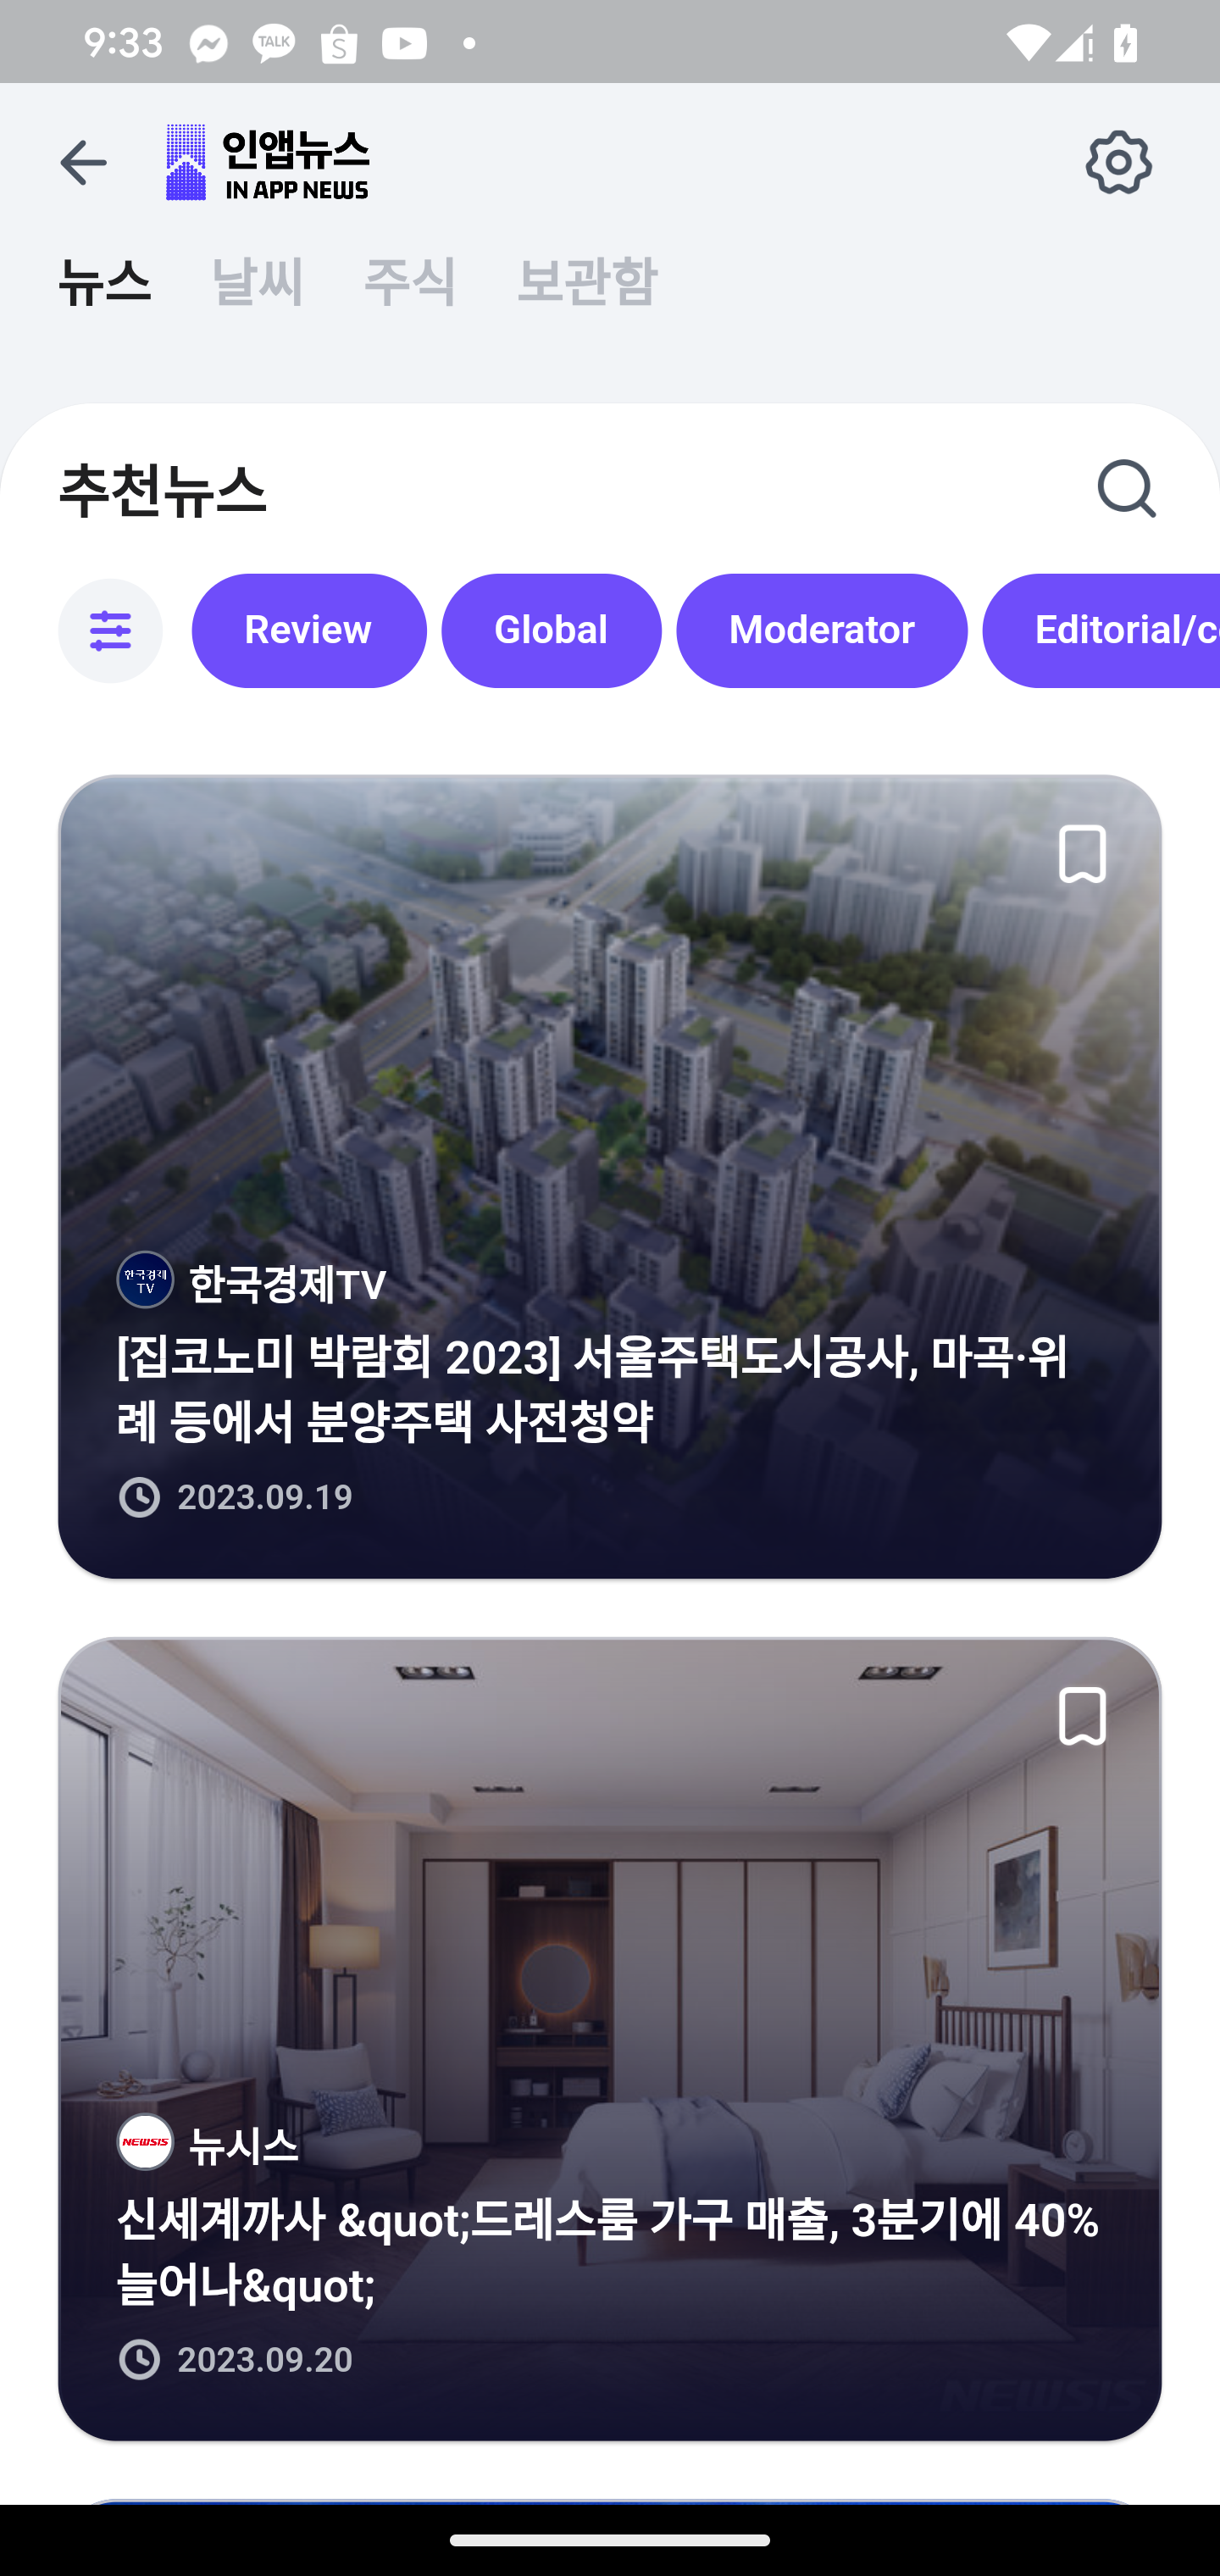 9:33
TALK
S
인앱뉴스
IN APP NEWS
뉴스 날씨 주식 보관함
추천뉴스
Review Global Moderator Editorial/c
한국경제
TV
한국경제TV
[집코노미 박람회 2023] 서울주택도시공사, 마곡·위
례 등에서 분양주택 사전청약
2023.09.19
NEWSIS
뉴시스
신세계까사 &quot;드레스룸 가구 매출, 3분기에 40%
늘어나&quot;
2023.09.20
NEWSIS